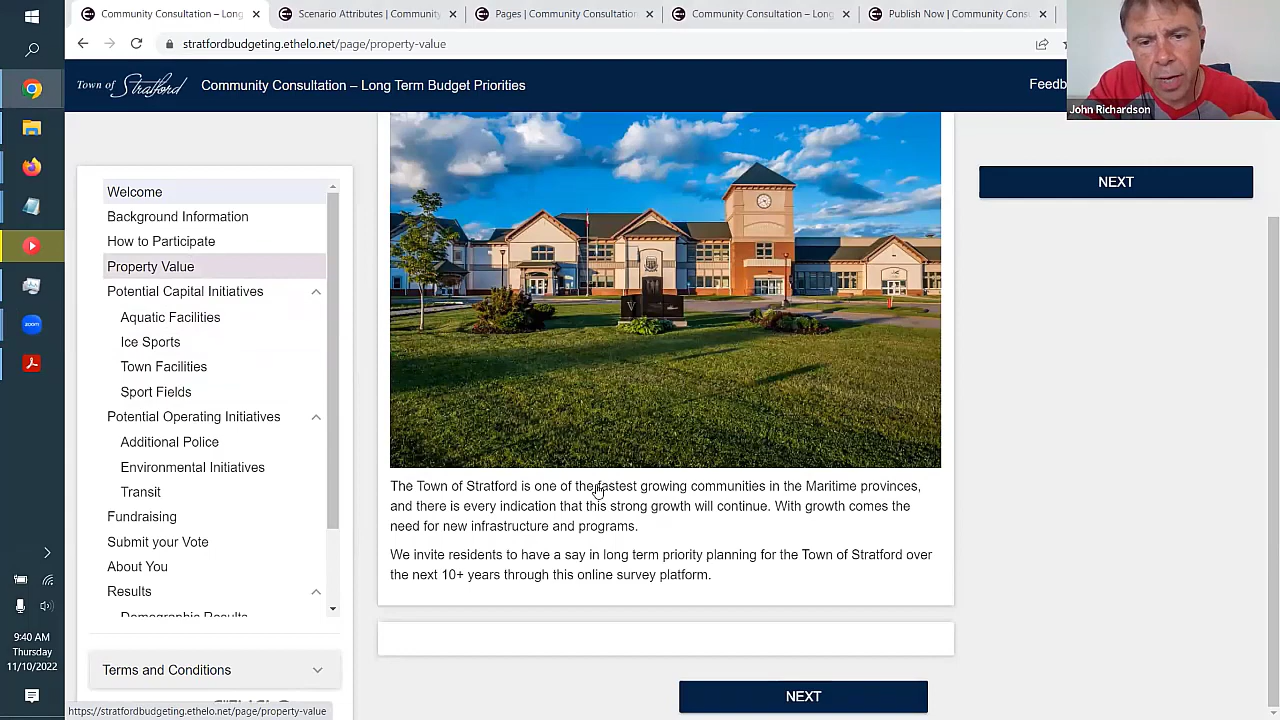 Community Consultation – Long
Scenario Attributes | Community
Pages | Community Consultation
Community Consultation – Long
Publish Now | Community Cons
stratfordbudgeting.ethelo.net/page/property-value
Town of Stratford
Community Consultation – Long Term Budget Priorities
Feedb
John Richardson
Welcome
Background Information
How to Participate
Property Value
Potential Capital Initiatives
Aquatic Facilities
Ice Sports
Town Facilities
Sport Fields
Potential Operating Initiatives
Additional Police
Environmental Initiatives
Transit
Fundraising
Submit your Vote
About You
Results
Demographic Results
Terms and Conditions
NEXT
The Town of Stratford is one of the fastest growing communities in the Maritime provinces,
and there is every indication that this strong growth will continue. With growth comes the
need for new infrastructure and programs.
We invite residents to have a say in long term priority planning for the Town of Stratford over
the next 10+ years through this online survey platform.
NEXT
zoom
9:40 AM
Thursday
11/10/2022
https://stratfordbudgeting.ethelo.net/page/property-value